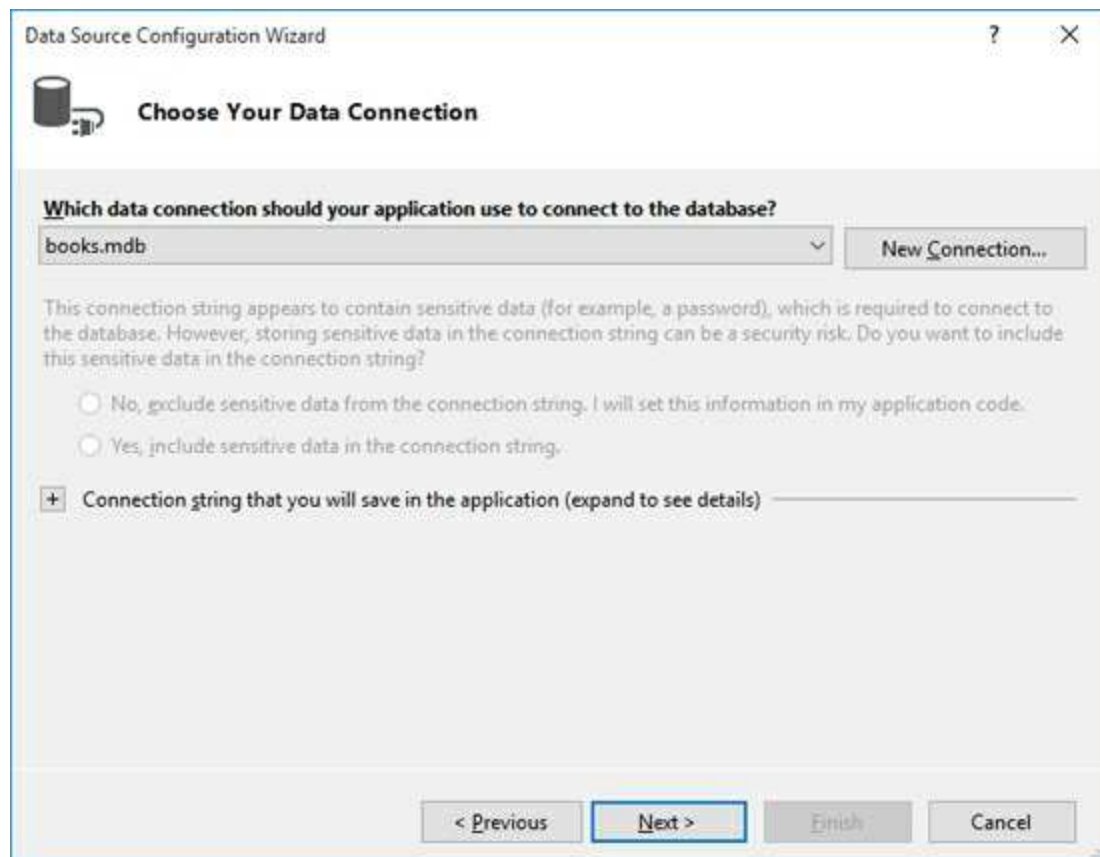 Data Source Configuration Wizard
?
Choose Your Data Connection
Which data connection should your application use to connect to the database?
books.mdb
New Connection...
This connection string appears to contain sensitive data (for example, a password), which is required to connect to
the database. However, storing sensitive data in the connection string can be a security risk. Do you want to include
this sensitive data in the connection string?
No, exclude sensitive data from the connection string. I will set this information in my application code.
Yes, include sensitive data in the connection string.
+ Connection string that you will save in the application (expand to see details)
< Previous
Next >
Finish
Cancel